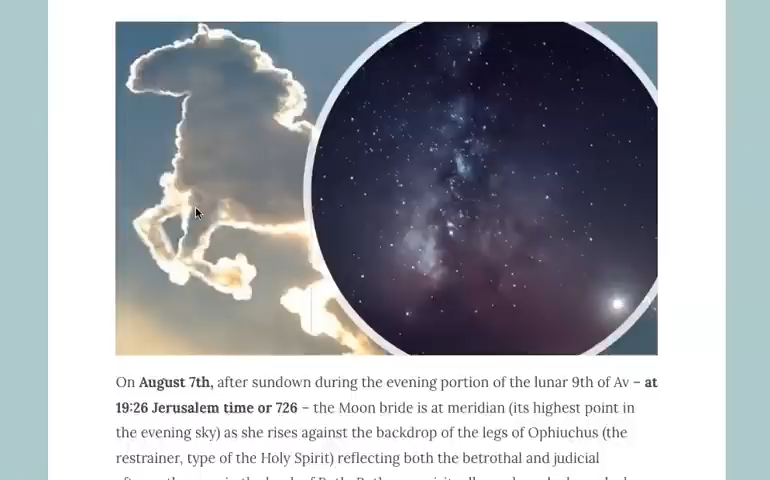 On August 7th, after sundown during the evening portion of the lunar 9th of Av – at
19:26 Jerusalem time or 726 – the Moon bride is at meridian (its highest point in
the evening sky) as she rises against the backdrop of the legs of Ophiuchus (the
restrainer, type of the Holy Spirit) reflecting both the betrothal and judicial